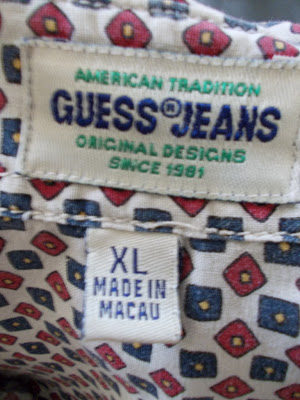 AMERICAN TRADITION
GUESS®JEANS
ORIGINAL DESIGNS
SINCE 1981
XL
MADE IN
MACAU